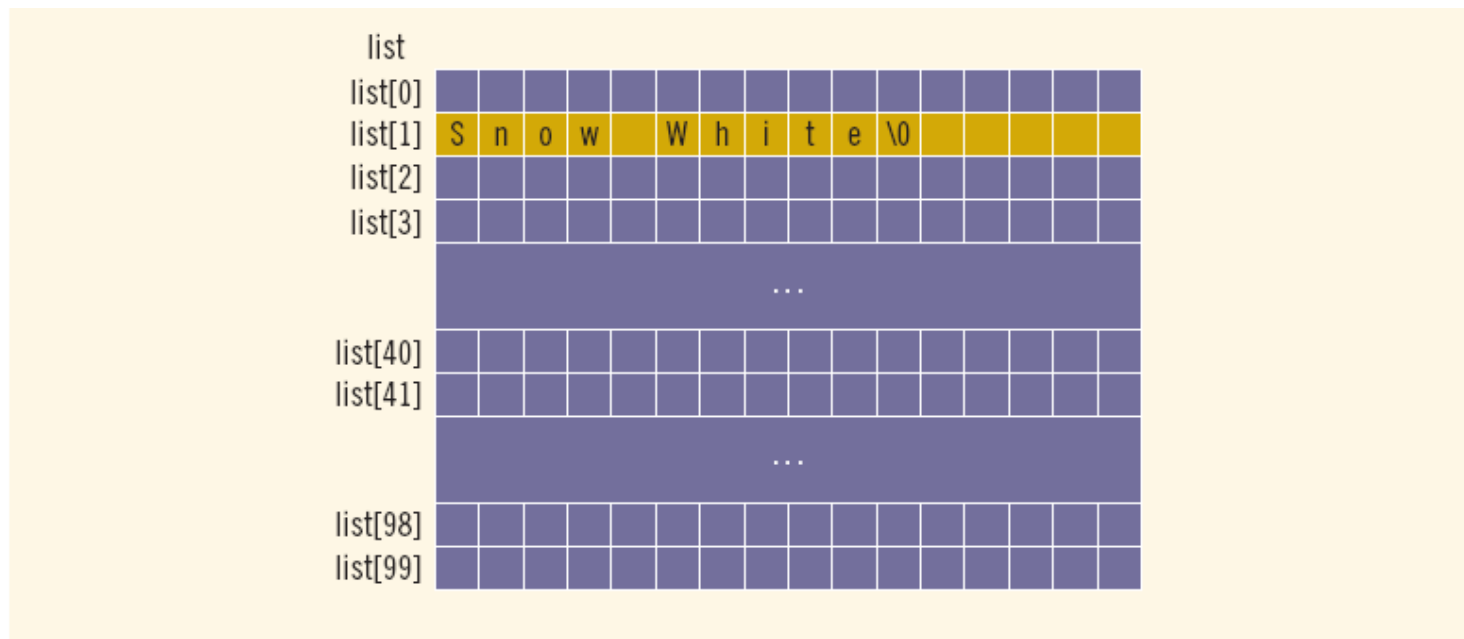 list
list[0]
list[1] S n o w W h i t e \0
list[2]
list[3]
...
list[40]
list[41]
...
list[98]
list[99]